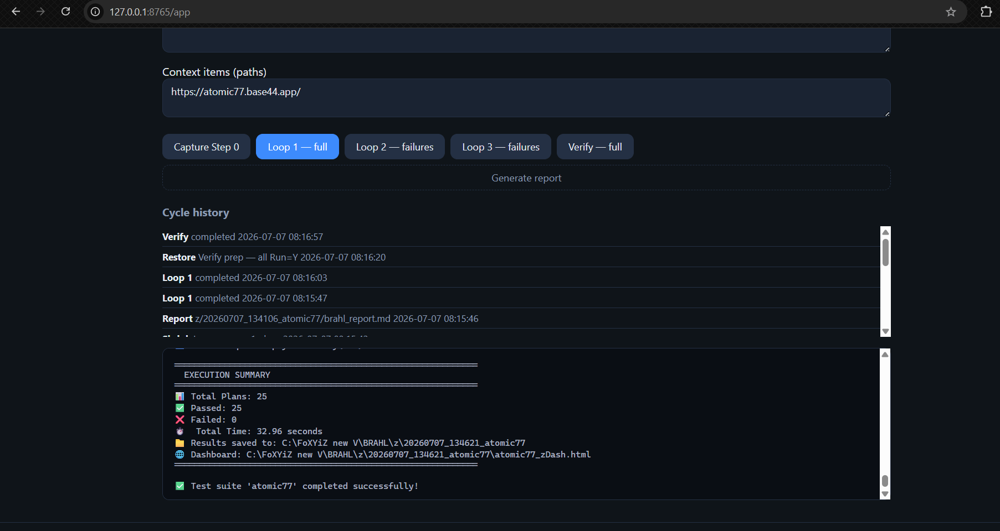 127.0.0.1:8765/app
Context items (paths)
https://atomic77.base44.app/
Capture Step 0
Loop 1 — full
Loop 2 — failures
Loop 3 — failures
Verify — full
Generate report
Cycle history
Verify completed 2026-07-07 08:16:57
Restore Verify prep — all Run=Y 2026-07-07 08:16:20
Loop 1 completed 2026-07-07 08:16:03
Loop 1 completed 2026-07-07 08:15:47
Report z/20260707_134106_atomic77/brahl_report.md 2026-07-07 08:15:46
EXECUTION SUMMARY
📊 Total Plans: 25
✅ Passed: 25
❌ Failed: 0
⏱ Total Time: 32.96 seconds
📁 Results saved to: C:\FoXYiZ new V\BRAHL\z\20260707_134621_atomic77
🌐 Dashboard: C:\FoXYiZ new V\BRAHL\z\20260707_134621_atomic77\atomic77_zDash.html
✅ Test suite 'atomic77' completed successfully!